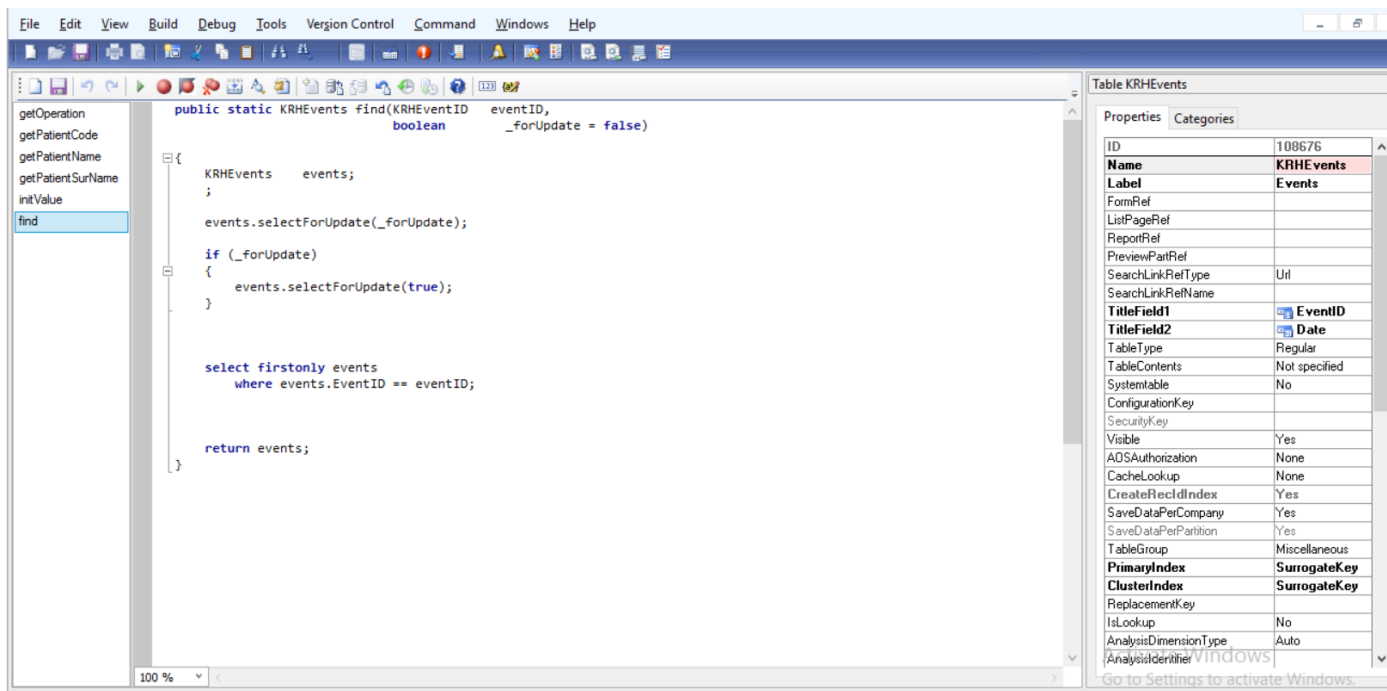 File Edit View Build Debug Tools Version Control Command Windows Help
getOperation
getPatientCode
getPatientName
getPatientSurName
initValue
find
public static KRHEvents find(KRHEventID eventID,
boolean _forUpdate = false)
{
KRHEvents events;
;
events.selectForUpdate(_forUpdate);
if (_forUpdate)
{
events.selectForUpdate(true);
}
select firstonly events
where events.EventID == eventID;
return events;
}
100 %
Table KRHEvents
Properties Categories
ID 108676
Name KRHEvents
Label Events
FormRef
ListPageRef
ReportRef
PreviewPartRef
SearchLinkRefType Url
SearchLinkRefName
TitleField1 EventID
TitleField2 Date
TableType Regular
TableContents Not specified
Systemtable No
ConfigurationKey
SecurityKey
Visible Yes
AOSAuthorization None
CacheLookup None
CreateRecIdIndex Yes
SaveDataPerCompany Yes
SaveDataPerPartition Yes
TableGroup Miscellaneous
PrimaryIndex SurrogateKey
ClusterIndex SurrogateKey
ReplacementKey
IsLookup No
AnalysisDimensionType Auto
AnalysisIdentifier
Activate Windows
Go to Settings to activate Windows.